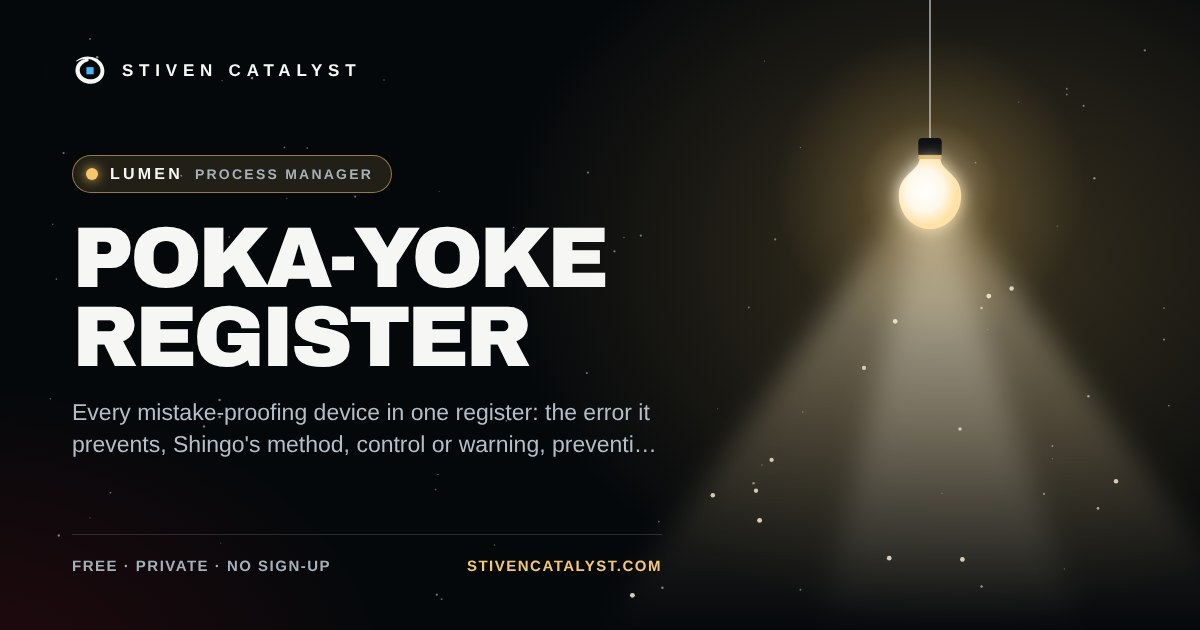 STIVEN CATALYST
LUMEN PROCESS MANAGER
POKA-YOKE
REGISTER
Every mistake-proofing device in one register: the error it
prevents, Shingo's method, control or warning, preventi…
FREE · PRIVATE · NO SIGN-UP
STIVENCATALYST.COM